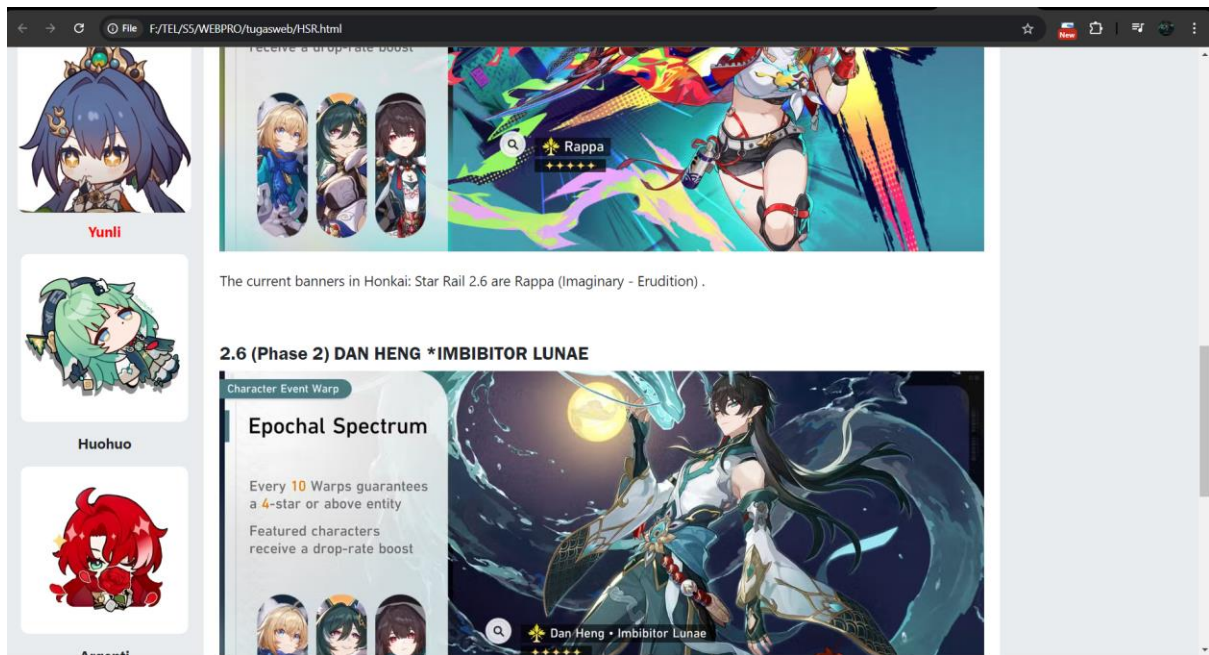 File F:/TEL/S5/WEBPRO/tugasweb/HSR.html
New
receive a drop-rate boost
Rappa
Yunli
The current banners in Honkai: Star Rail 2.6 are Rappa (Imaginary - Erudition) .
2.6 (Phase 2) DAN HENG *IMBIBITOR LUNAE
Character Event Warp
Epochal Spectrum
Huohuo
Every 10 Warps guarantees
a 4-star or above entity
Featured characters
receive a drop-rate boost
Dan Heng • Imbibitor Lunae
Argenti